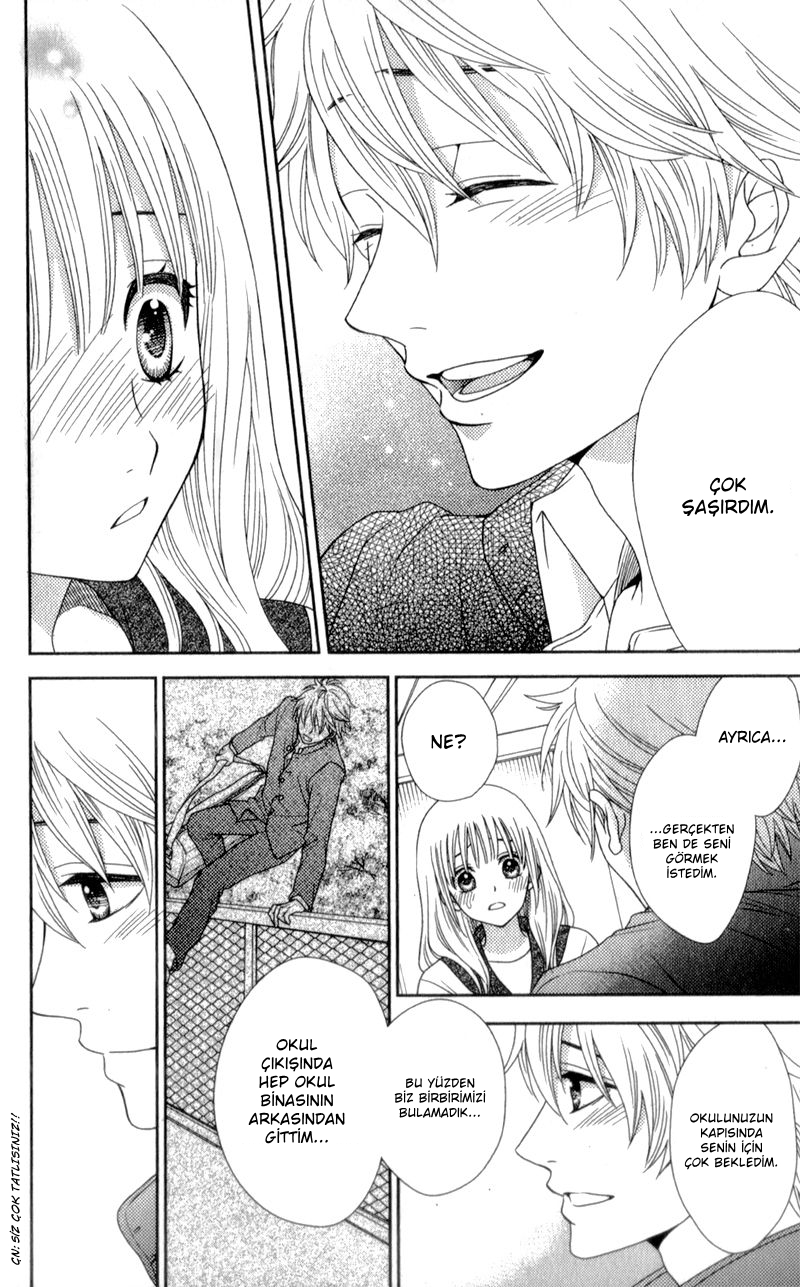 ÇOK
ŞAŞIRDIM.
AYRICA...
...GERÇEKTEN
BEN DE SENİ
GÖRMEK
İSTEDİM.
NE?
OKULUNUZUN
KAPISINDA
SENİN İÇİN
ÇOK BEKLEDİM.
BU YÜZDEN
BİZ BİRBİRİMİZİ
BULAMADIK...
OKUL
ÇIKIŞINDA
HEP OKUL
BİNASININ
ARKASINDAN
GİTTİM...
ÇN: SİZ ÇOK TATLISINIZ!!